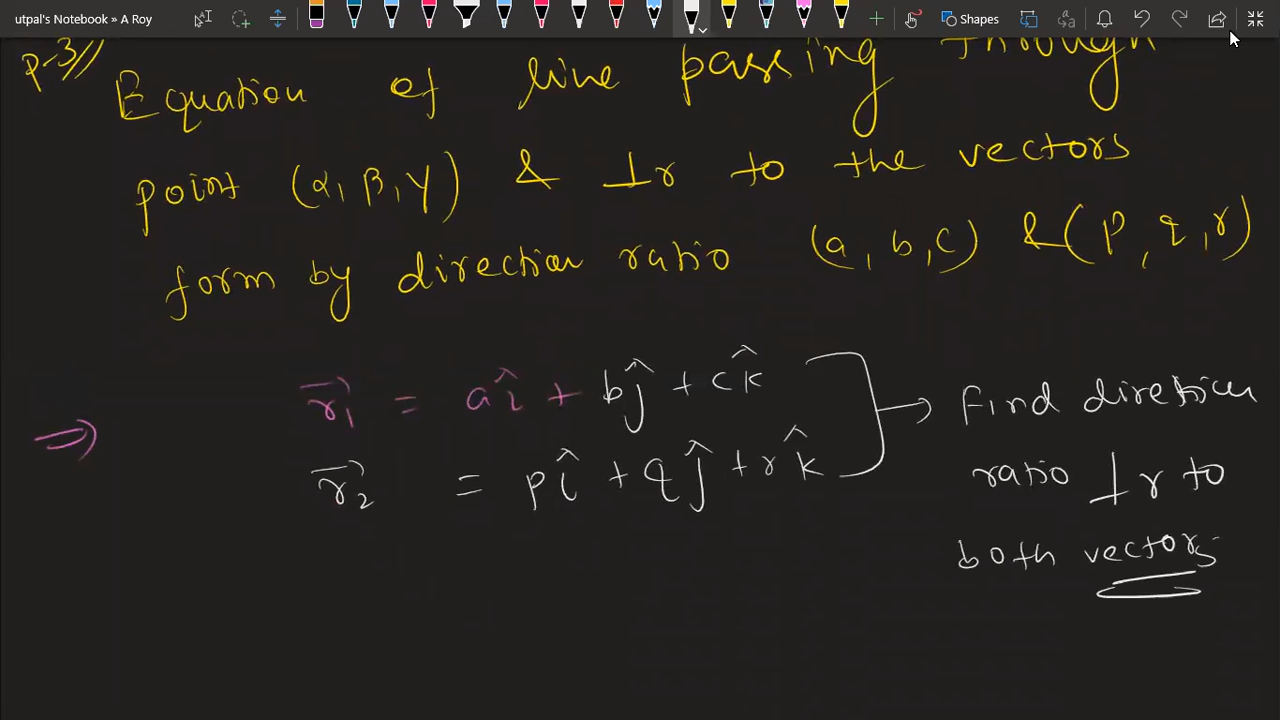 utpal's Notebook » A Roy
Shapes
P-3//
Equation of line passing through
point (α, β, γ) & ⊥r to the vectors
form by direction ratio (a, b, c) & (p, q, r)
⇒ r⃗₁ = aî + bĵ + ck̂ → find direction
r⃗₂ = pî + qĵ + rk̂ ratio ⊥r to
both vectors